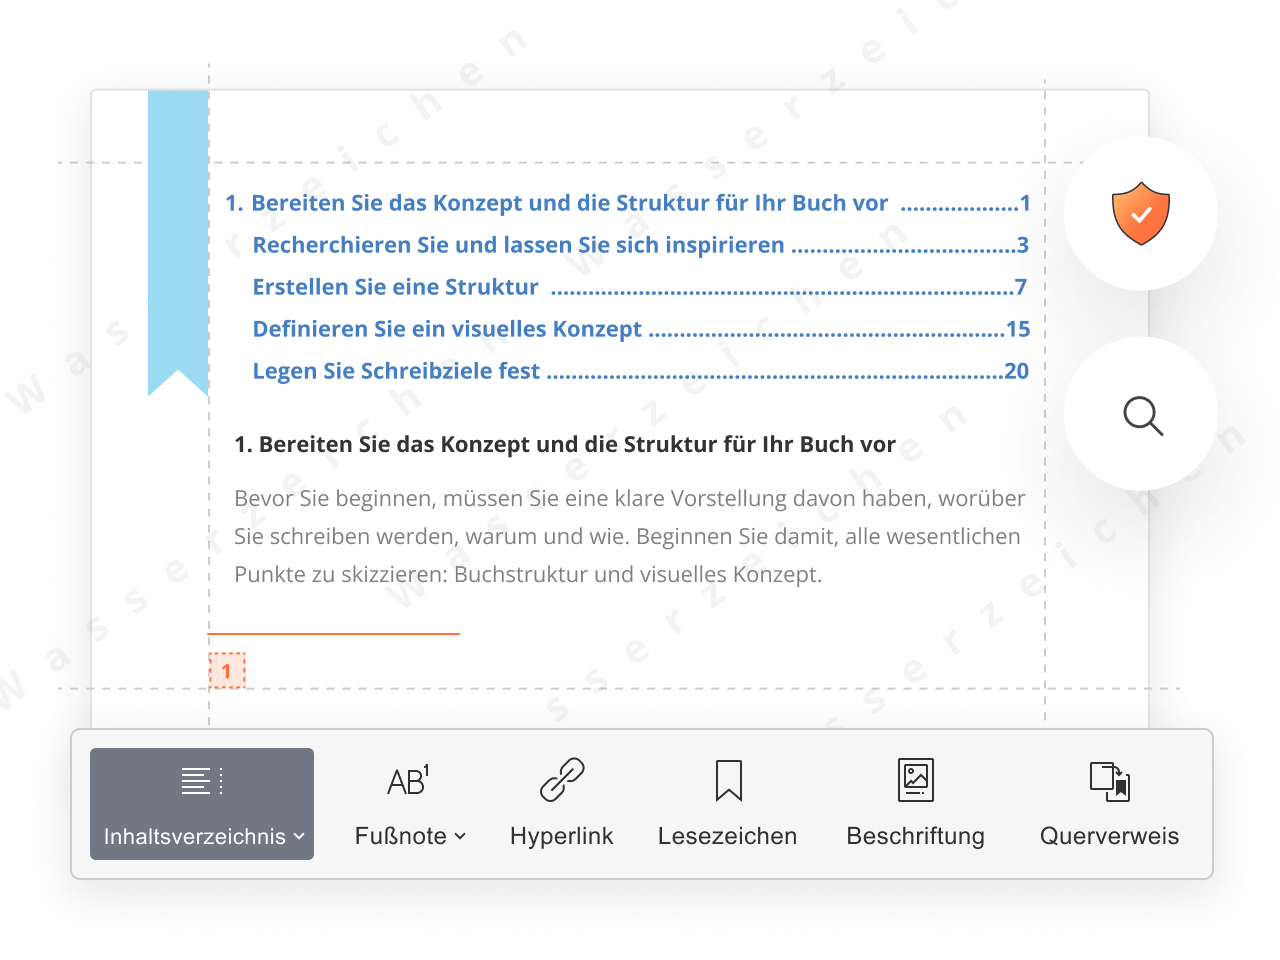 1. Bereiten Sie das Konzept und die Struktur für Ihr Buch vor ...................1
Recherchieren Sie und lassen Sie sich inspirieren ....................................3
Erstellen Sie eine Struktur ..........................................................................7
Definieren Sie ein visuelles Konzept .........................................................15
Legen Sie Schreibziele fest .........................................................................20
1. Bereiten Sie das Konzept und die Struktur für Ihr Buch vor
Bevor Sie beginnen, müssen Sie eine klare Vorstellung davon haben, worüber
Sie schreiben werden, warum und wie. Beginnen Sie damit, alle wesentlichen
Punkte zu skizzieren: Buchstruktur und visuelles Konzept.
1
AB1
Inhaltsverzeichnis
Fußnote
Hyperlink
Lesezeichen
Beschriftung
Querverweis
Wasserzeichen
Wasserzeichen
Wasserzeichen
Wasserzeichen